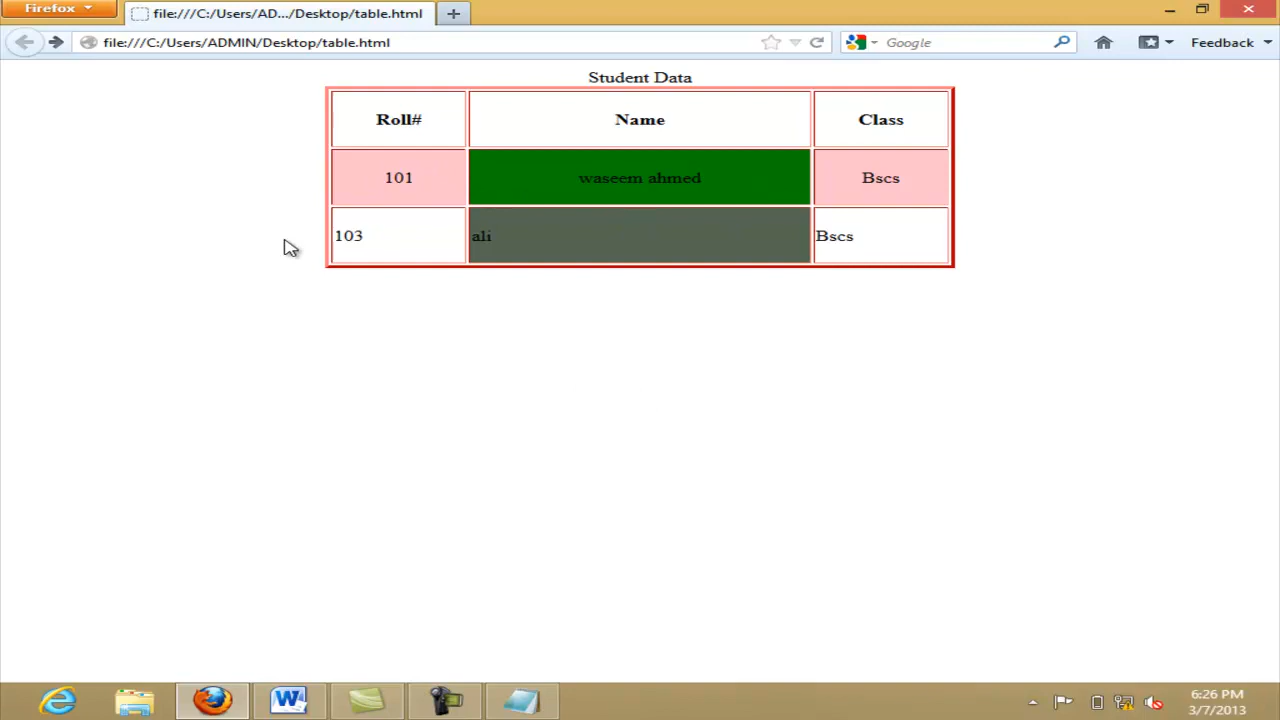 Firefox
file:///C:/Users/AD.../Desktop/table.html
file:///C:/Users/ADMIN/Desktop/table.html
Google
Feedback
Student Data
Roll# Name Class
101 waseem ahmed Bscs
103 ali Bscs
6:26 PM
3/7/2013